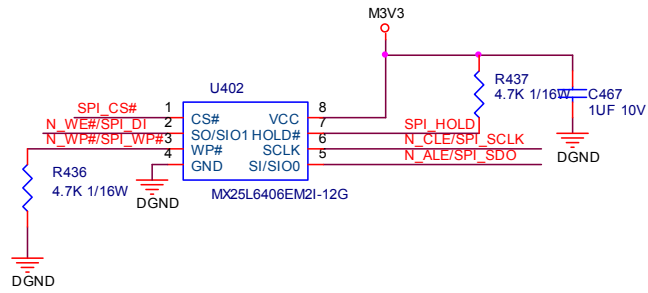 M3V3
U402
R437
4.7K 1/16W
C467
1UF 10V
SPI_CS# 1 CS# VCC 8
N_WE#/SPI_DI 2 SO/SIO1 HOLD# 7 SPI_HOLD
N_WP#/SPI_WP# 3 WP# SCLK 6 N_CLE/SPI_SCLK
4 GND SI/SIO0 5 N_ALE/SPI_SDO
DGND
R436
4.7K 1/16W
DGND
MX25L6406EM2I-12G
DGND